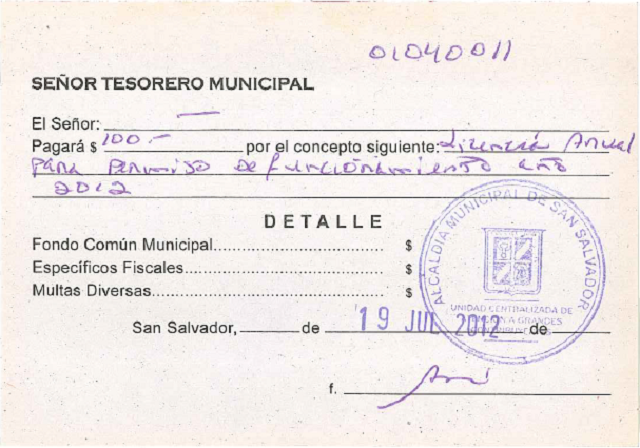 01040011
SEÑOR TESORERO MUNICIPAL
El Señor: —
Pagará $ 100.— por el concepto siguiente: Licencia Anual
para permiso de funcionamiento año
2012
DETALLE
Fondo Común Municipal.......................................... $
Específicos Fiscales................................................ $
Multas Diversas....................................................... $
ALCALDIA MUNICIPAL DE SAN SALVADOR
UNIDAD CENTRALIZADA DE
A GRANDES
San Salvador, ____ de 19 JUL 2012 de
f.